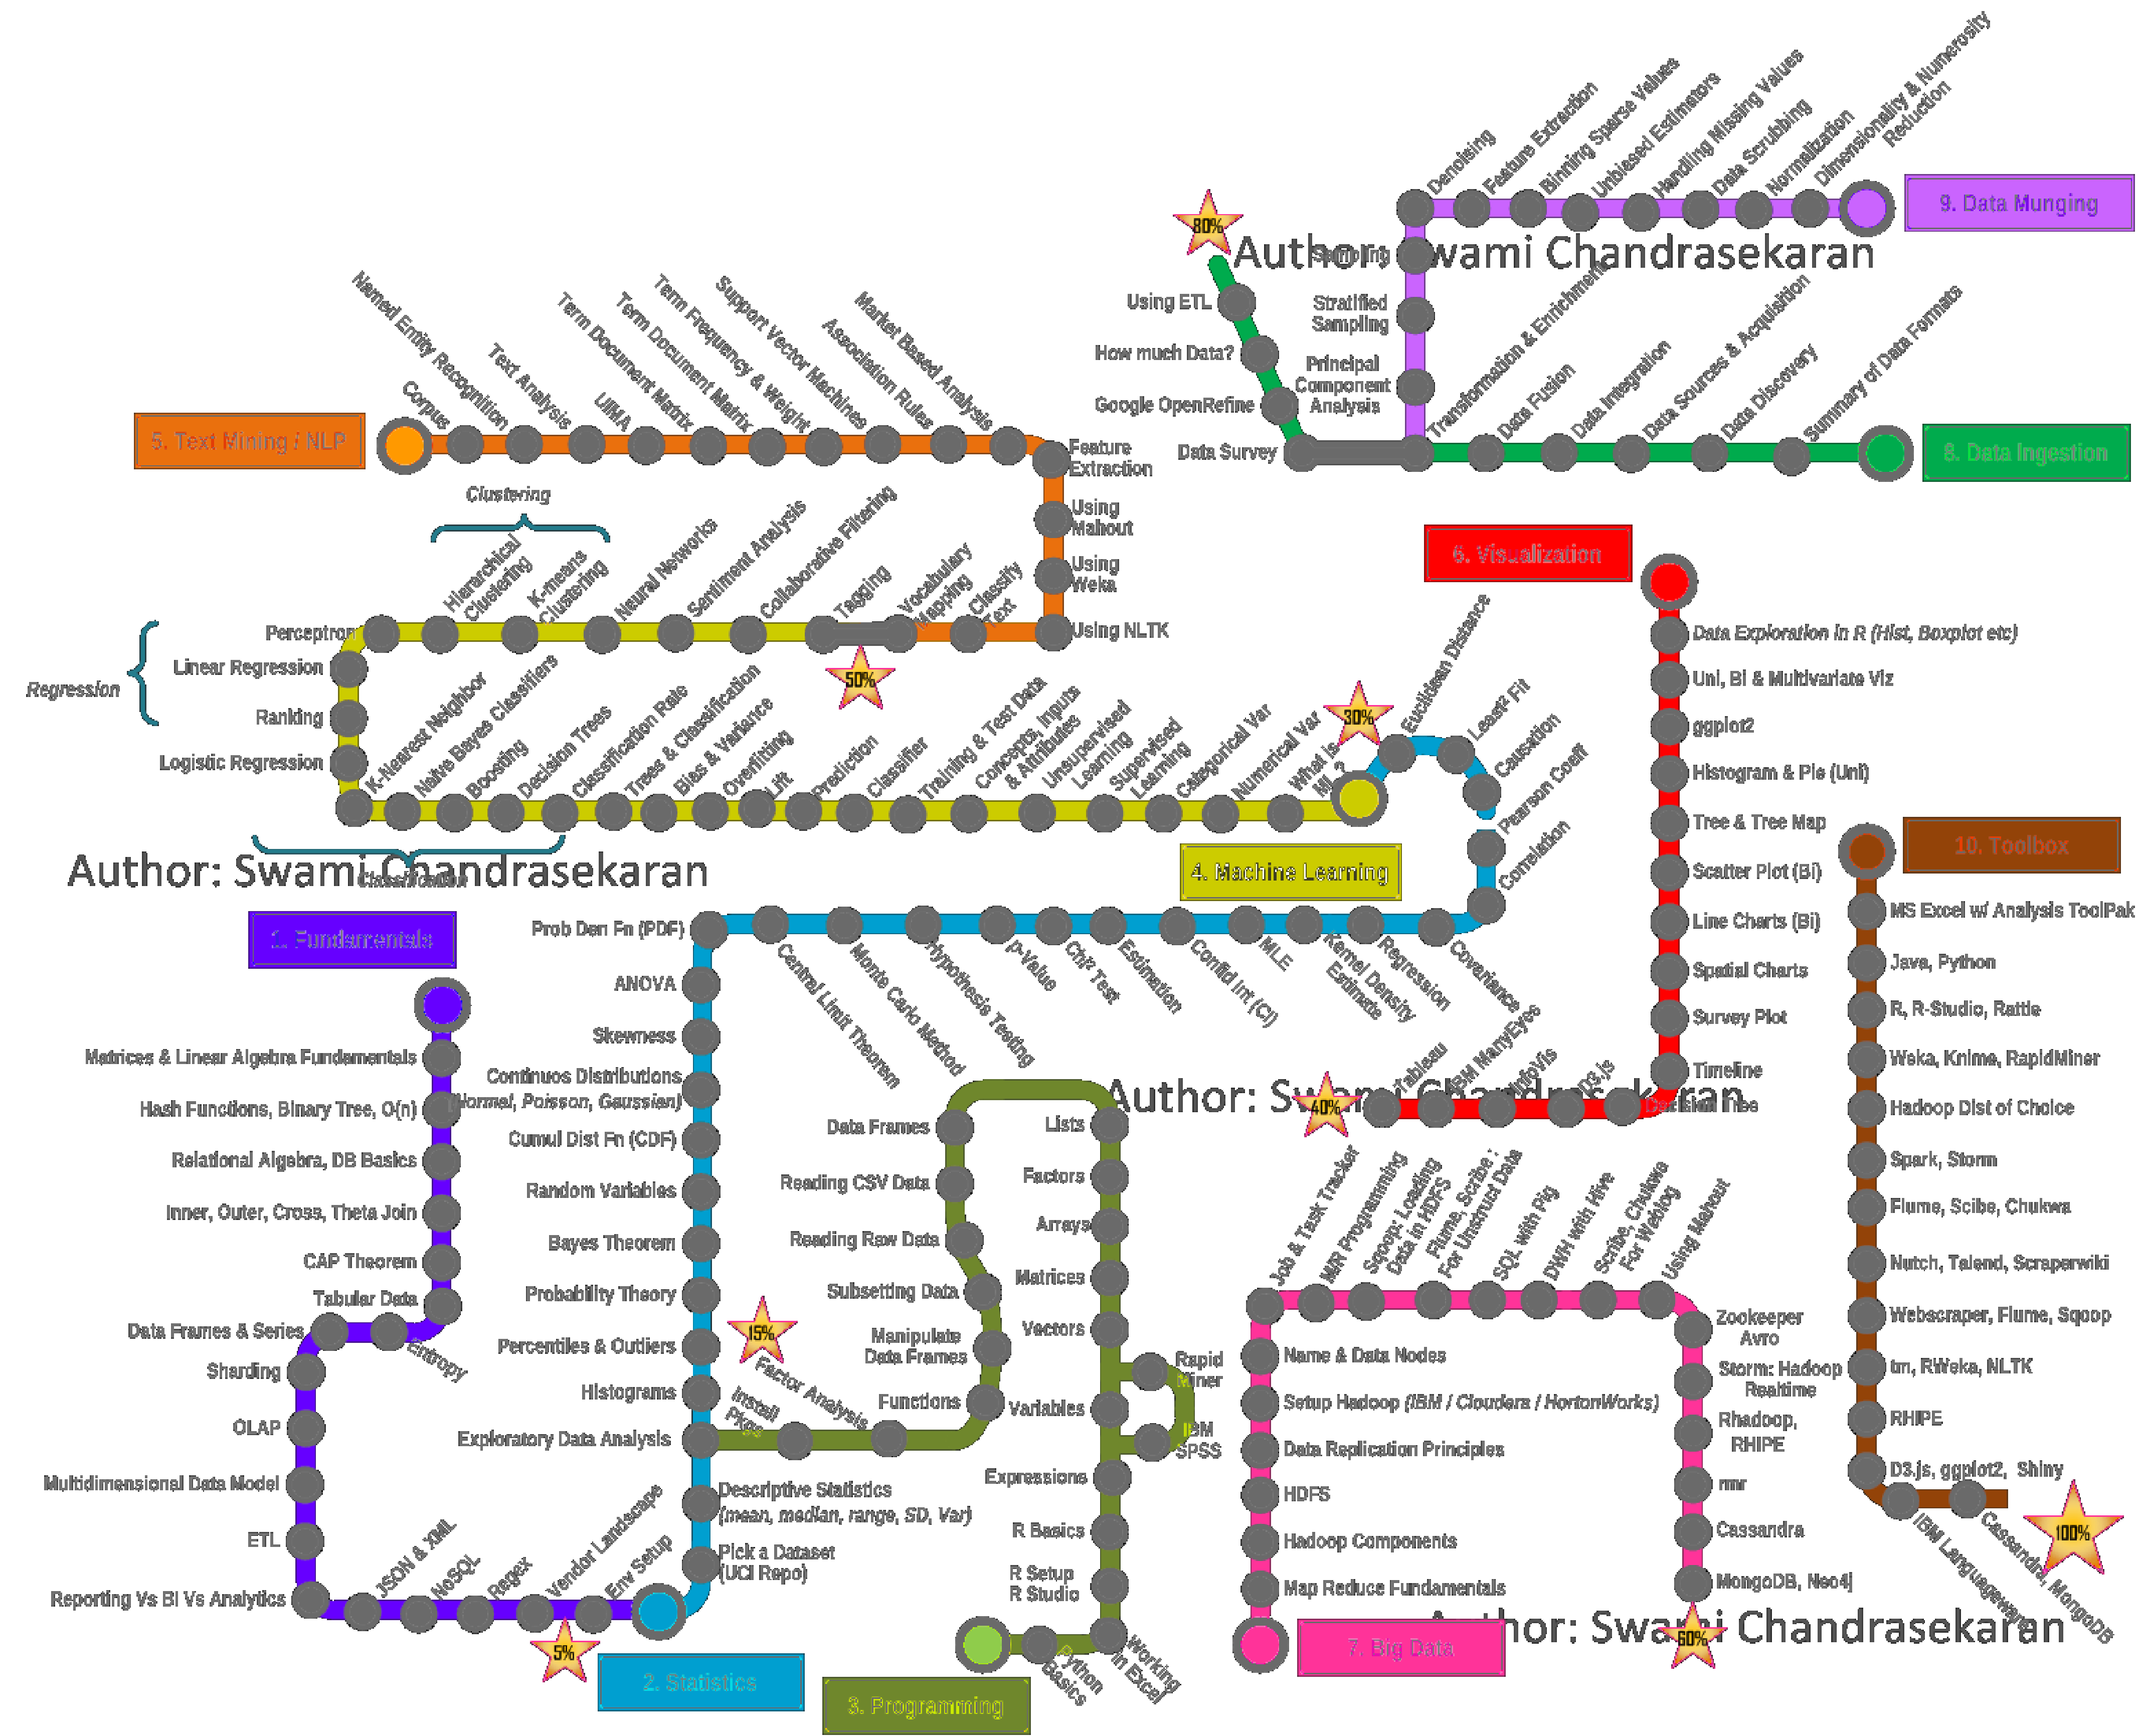 Denoising
Feature Extraction
Binning Sparse Values
Unbiased Estimators
Handling Missing Values
Data Scrubbing
Normalization
Dimensionality & Numerosity
Reduction
9. Data Munging
80%
Author: Swami Chandrasekaran
Sampling
Using ETL
Stratified
Sampling
How much Data?
Principal
Component
Analysis
Google OpenRefine
Data Survey
Transformation & Enrichment
Data Fusion
Data Integration
Data Sources & Acquisition
Data Discovery
Summary of Data Formats
8. Data Ingestion
5. Text Mining / NLP
Corpus
Named Entity Recognition
Text Analysis
UIMA
Term Document Matrix
Term Document Matrix
Term Frequency & Weight
Support Vector Machines
Association Rules
Market Based Analysis
Feature
Extraction
Using
Mahout
Using
Weka
Using NLTK
Classify
Text
Vocabulary
Mapping
Tagging
50%
Collaborative Filtering
Sentiment Analysis
Neural Networks
K-means
Clustering
Hierarchical
Clustering
Clustering
Perceptron
Linear Regression
Regression
Ranking
Logistic Regression
K-Nearest Neighbor
Naive Bayes Classifiers
Boosting
Decision Trees
Classification Rate
Trees & Classification
Bias & Variance
Overfitting
Lift
Prediction
Classifier
Training & Test Data
Concepts, Inputs
& Attributes
Unsupervised
Learning
Supervised
Learning
Categorical Var
Numerical Var
What is
ML ?
30%
4. Machine Learning
Classification
Author: Swami Chandrasekaran
Euclidean Distance
Least² Fit
Causation
Pearson Coeff
Correlation
Covariance
Regression
Kernel Density
Estimate
MLE
Confid Int (CI)
Estimation
Chi² Test
p-Value
Hypothesis Testing
Monte Carlo Method
Central Limit Theorem
Prob Den Fn (PDF)
ANOVA
Skewness
Continuos Distributions
(Normal, Poisson, Gaussian)
Cumul Dist Fn (CDF)
Random Variables
Bayes Theorem
Probability Theory
Percentiles & Outliers
Histograms
Exploratory Data Analysis
Descriptive Statistics
(mean, median, range, SD, Var)
Pick a Dataset
(UCI Repo)
2. Statistics
1. Fundamentals
Matrices & Linear Algebra Fundamentals
Hash Functions, Binary Tree, O(n)
Relational Algebra, DB Basics
Inner, Outer, Cross, Theta Join
CAP Theorem
Tabular Data
Entropy
Data Frames & Series
Sharding
OLAP
Multidimensional Data Model
ETL
Reporting Vs BI Vs Analytics
JSON & XML
NoSQL
Regex
Vendor Landscape
Env Setup
5%
15%
Install
Pkgs
Factor Analysis
Functions
Manipulate
Data Frames
Subsetting Data
Reading Raw Data
Reading CSV Data
Data Frames
Lists
Factors
Arrays
Matrices
Vectors
Variables
Rapid
Miner
IBM
SPSS
Expressions
R Basics
R Setup
R Studio
Working
in Excel
Python
Basics
3. Programming
6. Visualization
Data Exploration in R (Hist, Boxplot etc)
Uni, Bi & Multivariate Viz
ggplot2
Histogram & Pie (Uni)
Tree & Tree Map
Scatter Plot (Bi)
Line Charts (Bi)
Spatial Charts
Survey Plot
Timeline
Decision Tree
D3.js
InfoVis
IBM ManyEyes
Tableau
40%
Author: Swami Chandrasekaran
Job & Task Tracker
M/R Programming
Sqoop: Loading
Data in HDFS
Flume, Scribe :
For Unstruct Data
SQL with Pig
DWH with Hive
Scribe, Chukwa
For Weblog
Using Mahout
Zookeeper
Avro
Storm: Hadoop
Realtime
Rhadoop,
RHIPE
rmr
Cassandra
MongoDB, Neo4j
60%
Name & Data Nodes
Setup Hadoop (IBM / Cloudera / HortonWorks)
Data Replication Principles
HDFS
Hadoop Components
Map Reduce Fundamentals
7. Big Data
Author: Swami Chandrasekaran
10. Toolbox
MS Excel w/ Analysis ToolPak
Java, Python
R, R-Studio, Rattle
Weka, Knime, RapidMiner
Hadoop Dist of Choice
Spark, Storm
Flume, Scibe, Chukwa
Nutch, Talend, Scraperwiki
Webscraper, Flume, Sqoop
tm, RWeka, NLTK
RHIPE
D3.js, ggplot2, Shiny
IBM Languageware
Cassandra, MongoDB
100%